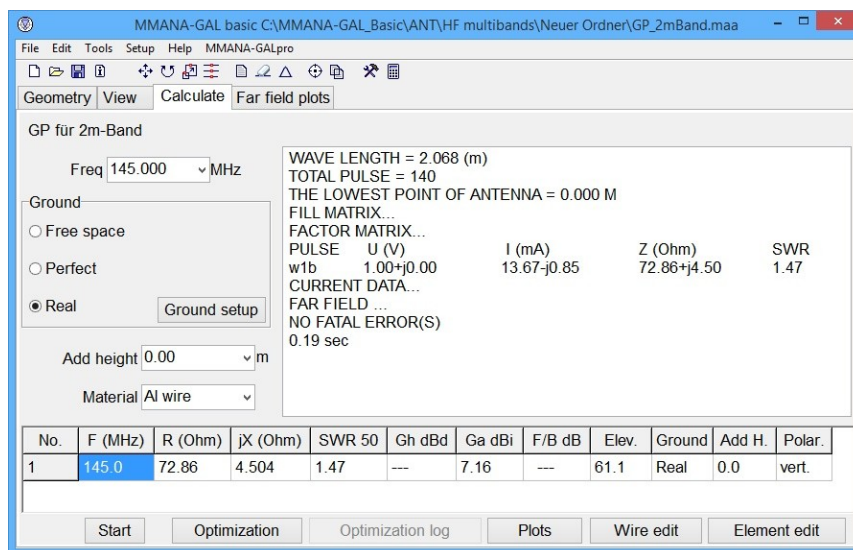 MMANA-GAL basic C:\MMANA-GAL_Basic\ANT\HF multibands\Neuer Ordner\GP_2mBand.maa
File Edit Tools Setup Help MMANA-GALpro
Geometry View Calculate Far field plots
GP für 2m-Band
Freq 145.000 MHz
Ground
Free space
Perfect
Real Ground setup
Add height 0.00 m
Material Al wire
WAVE LENGTH = 2.068 (m)
TOTAL PULSE = 140
THE LOWEST POINT OF ANTENNA = 0.000 M
FILL MATRIX...
FACTOR MATRIX...
PULSE U (V) I (mA) Z (Ohm) SWR
w1b 1.00+j0.00 13.67-j0.85 72.86+j4.50 1.47
CURRENT DATA...
FAR FIELD ...
NO FATAL ERROR(S)
0.19 sec
No. F (MHz) R (Ohm) jX (Ohm) SWR 50 Gh dBd Ga dBi F/B dB Elev. Ground Add H. Polar.
1 145.0 72.86 4.504 1.47 --- 7.16 --- 61.1 Real 0.0 vert.
Start Optimization Optimization log Plots Wire edit Element edit